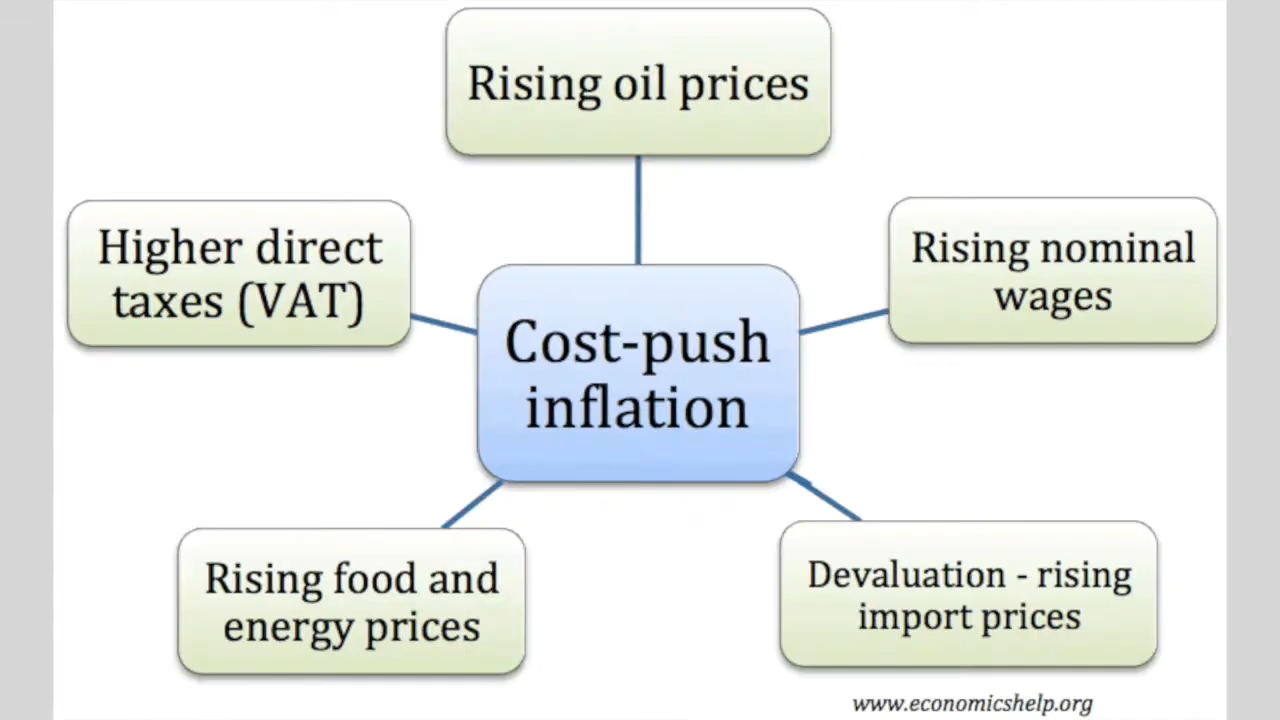 Rising oil prices
Higher direct
taxes (VAT)
Rising nominal
wages
Cost-push
inflation
Rising food and
energy prices
Devaluation - rising
import prices
www.economicshelp.org